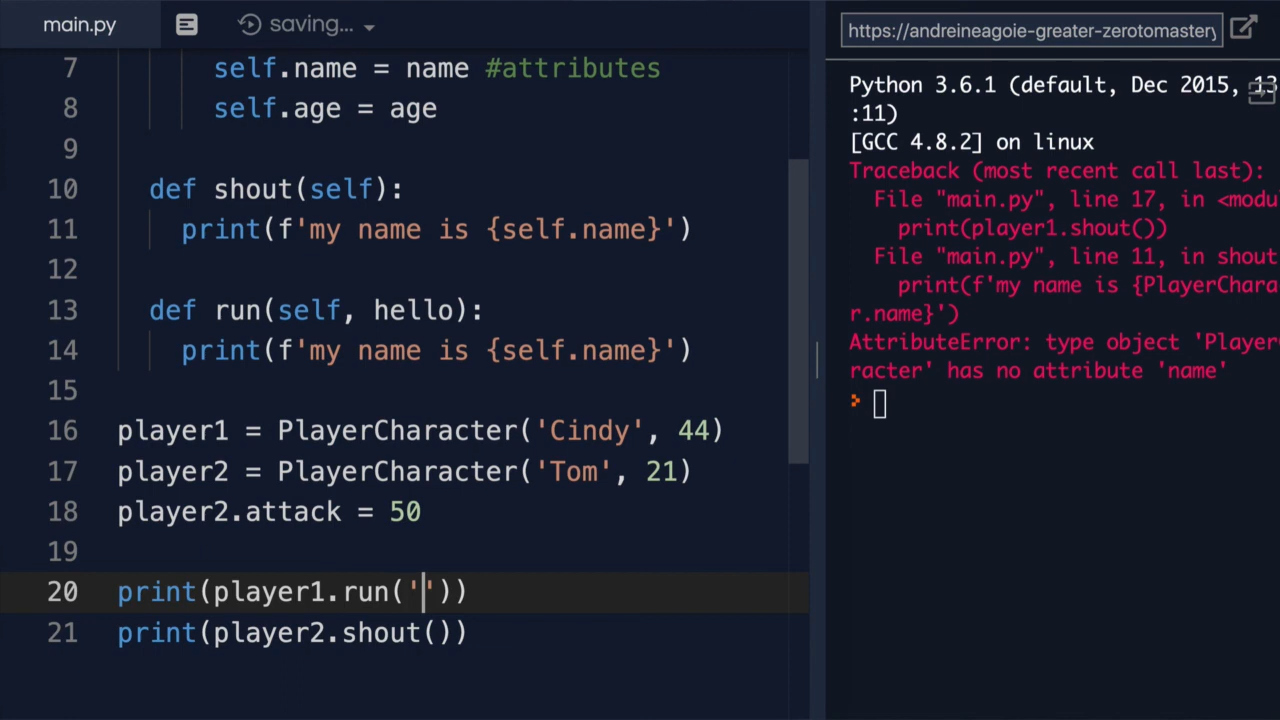 main.py
saving...
7 self.name = name #attributes
8 self.age = age
9
10 def shout(self):
11 print(f'my name is {self.name}')
12
13 def run(self, hello):
14 print(f'my name is {self.name}')
15
16 player1 = PlayerCharacter('Cindy', 44)
17 player2 = PlayerCharacter('Tom', 21)
18 player2.attack = 50
19
20 print(player1.run(''))
21 print(player2.shout())
https://andreineagoie-greater-zerotomastery
Python 3.6.1 (default, Dec 2015, 13
:11)
[GCC 4.8.2] on linux
Traceback (most recent call last):
File "main.py", line 17, in <modu
print(player1.shout())
File "main.py", line 11, in shout
print(f'my name is {PlayerChara
r.name}')
AttributeError: type object 'Player
racter' has no attribute 'name'